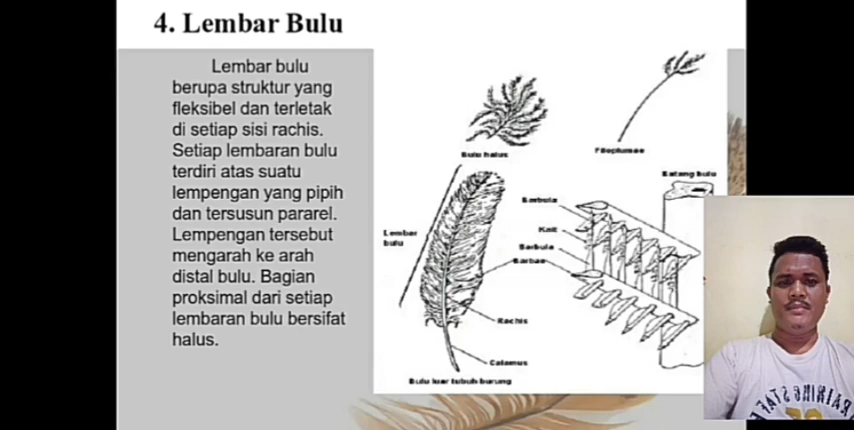 4. Lembar Bulu
Lembar bulu
berupa struktur yang
fleksibel dan terletak
di setiap sisi rachis.
Setiap lembaran bulu
terdiri atas suatu
lempengan yang pipih
dan tersusun pararel.
Lempengan tersebut
mengarah ke arah
distal bulu. Bagian
proksimal dari setiap
lembaran bulu bersifat
halus.
Bulu halus
Filoplumae
Batang bulu
Barbula
Kait
Barbula
Barbae
Lembar
bulu
Rachis
Calamus
Bulu luar tubuh burung
TRAINING STAFF